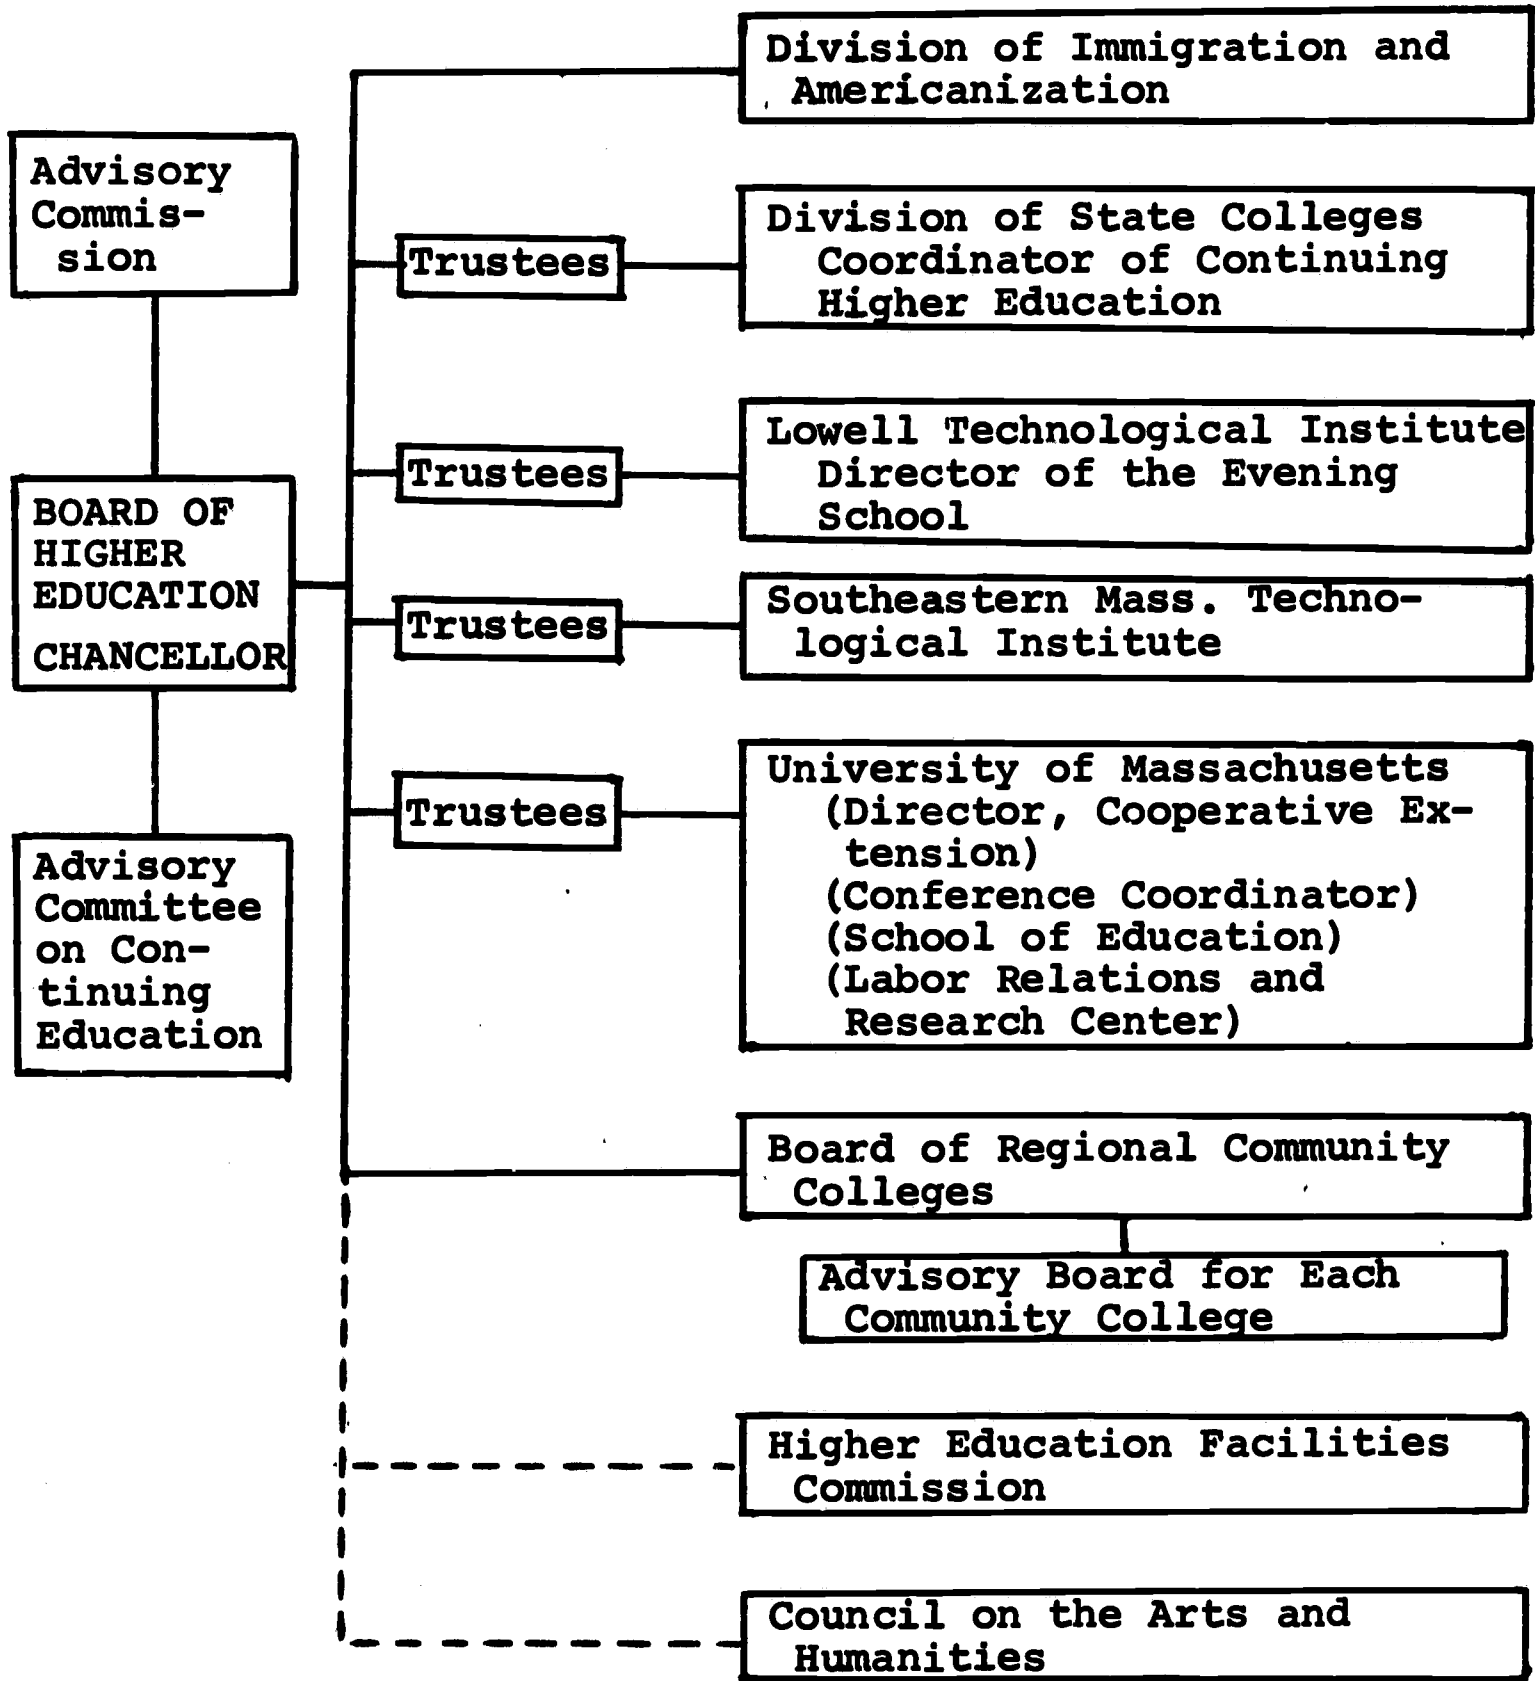 Division of Immigration and
Americanization
Advisory
Commis-
sion
Trustees
Division of State Colleges
Coordinator of Continuing
Higher Education
Trustees
Lowell Technological Institute
Director of the Evening
School
BOARD OF
HIGHER
EDUCATION
CHANCELLOR
Trustees
Southeastern Mass. Techno-
logical Institute
Trustees
University of Massachusetts
(Director, Cooperative Ex-
tension)
(Conference Coordinator)
(School of Education)
(Labor Relations and
Research Center)
Advisory
Committee
on Con-
tinuing
Education
Board of Regional Community
Colleges
Advisory Board for Each
Community College
Higher Education Facilities
Commission
Council on the Arts and
Humanities